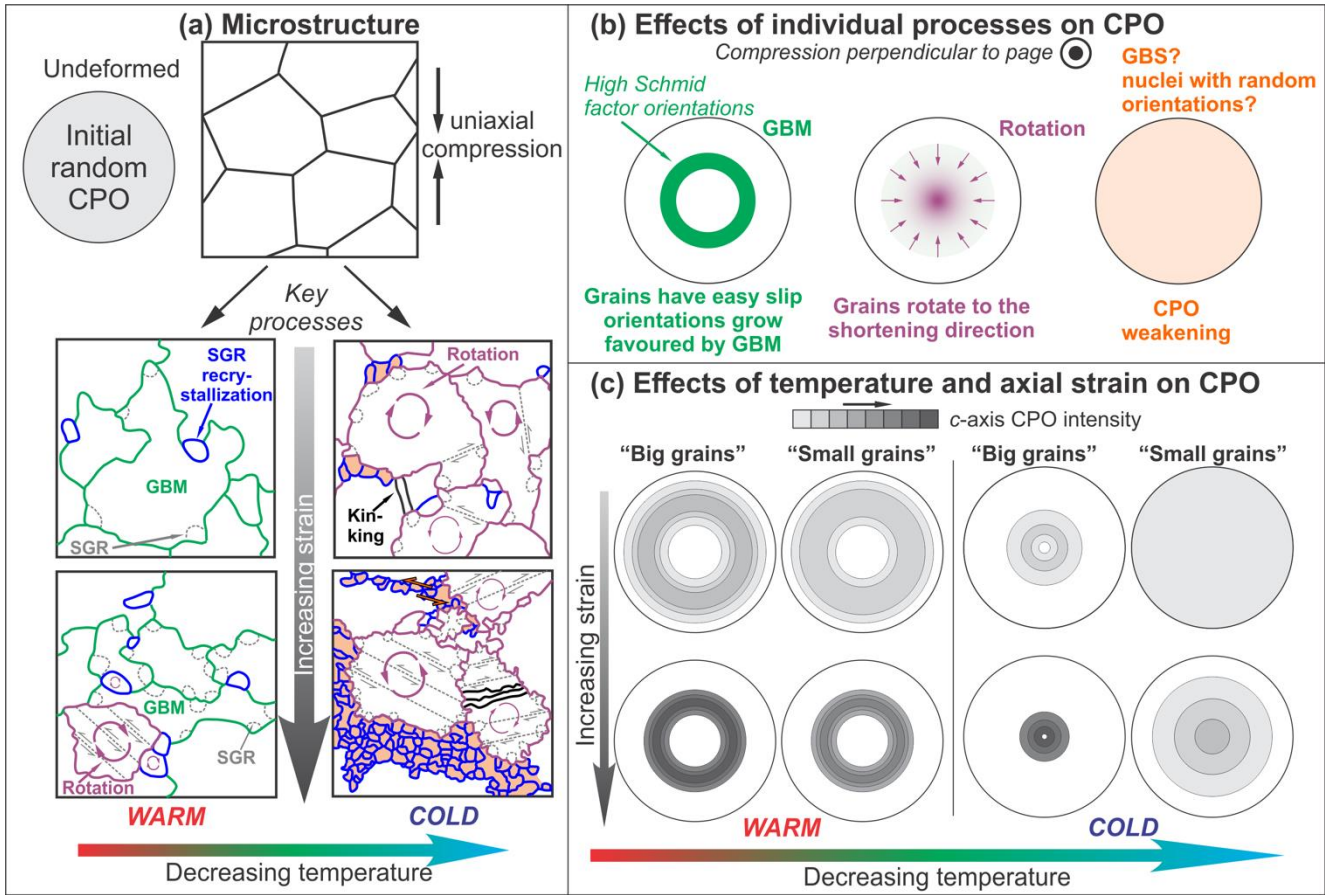 (a) Microstructure
Undeformed
Initial
random
CPO
uniaxial
compression
Key
processes
SGR
recry-
stallization
GBM
SGR
Rotation
Kin-
king
Increasing strain
GBM
SGR
Rotation
WARM
COLD
Decreasing temperature
(b) Effects of individual processes on CPO
Compression perpendicular to page
High Schmid
factor orientations
GBM
Grains have easy slip
orientations grow
favoured by GBM
Rotation
Grains rotate to the
shortening direction
GBS?
nuclei with random
orientations?
CPO
weakening
(c) Effects of temperature and axial strain on CPO
c-axis CPO intensity
“Big grains”
“Small grains”
“Big grains”
“Small grains”
Increasing strain
WARM
COLD
Decreasing temperature